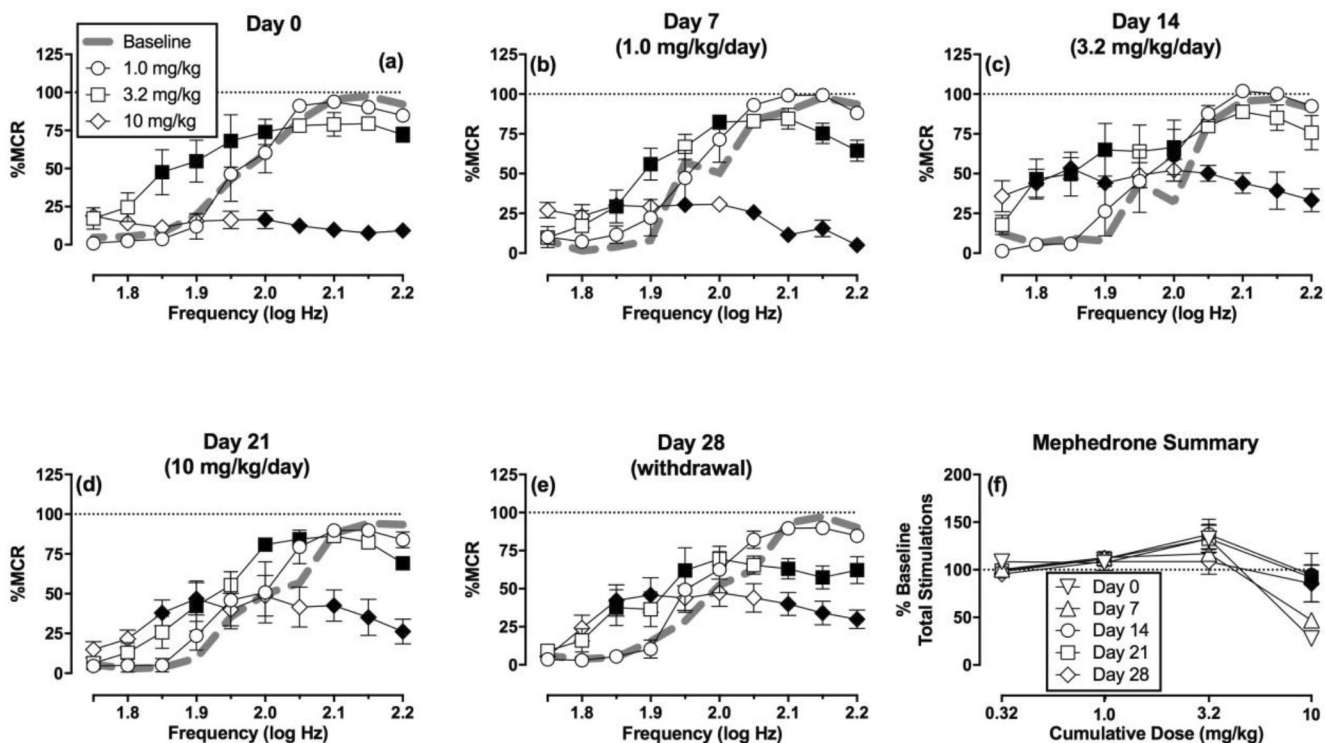 Day 0
Baseline
1.0 mg/kg
3.2 mg/kg
10 mg/kg
(a)
125
100
75
50
25
0
%MCR
1.8 1.9 2.0 2.1 2.2
Frequency (log Hz)
Day 7
(1.0 mg/kg/day)
(b)
125
100
75
50
25
0
%MCR
1.8 1.9 2.0 2.1 2.2
Frequency (log Hz)
Day 14
(3.2 mg/kg/day)
(c)
125
100
75
50
25
0
%MCR
1.8 1.9 2.0 2.1 2.2
Frequency (log Hz)
Day 21
(10 mg/kg/day)
(d)
125
100
75
50
25
0
%MCR
1.8 1.9 2.0 2.1 2.2
Frequency (log Hz)
Day 28
(withdrawal)
(e)
125
100
75
50
25
0
%MCR
1.8 1.9 2.0 2.1 2.2
Frequency (log Hz)
Mephedrone Summary
(f)
200
150
100
50
0
% Baseline
Total Stimulations
Day 0
Day 7
Day 14
Day 21
Day 28
0.32 1.0 3.2 10
Cumulative Dose (mg/kg)